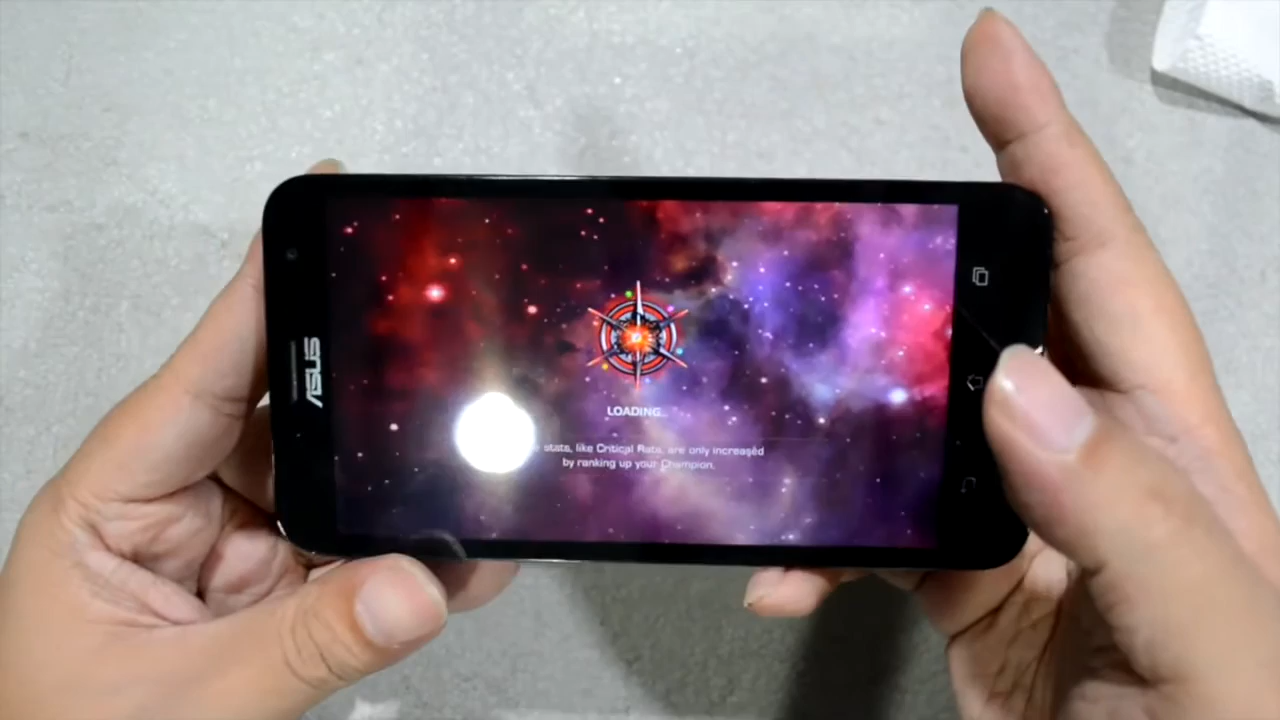 ASUS
LOADING..
stats, like Critical Rate, are only increased
by ranking up your Champion.